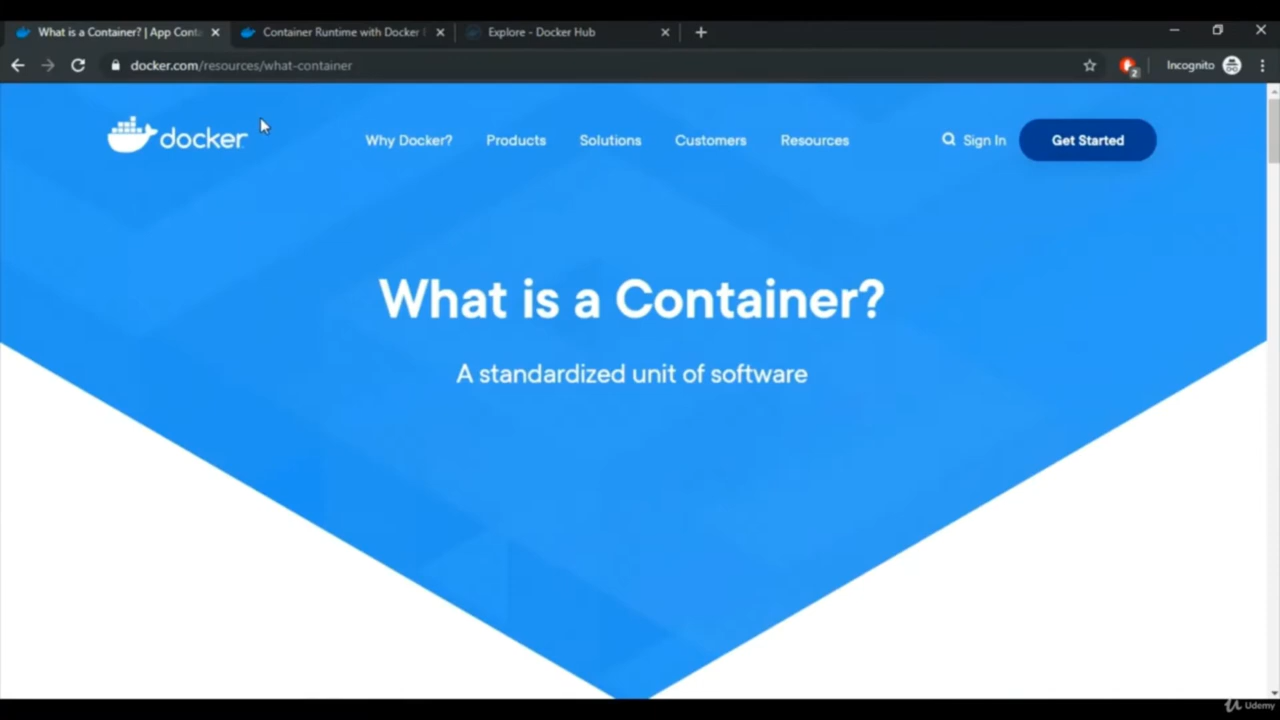 What is a Container? | App Conta
Container Runtime with Docker
Explore - Docker Hub
docker.com/resources/what-container
2
Incognito
docker
Why Docker?
Products
Solutions
Customers
Resources
Sign In
Get Started
What is a Container?
A standardized unit of software
Udemy